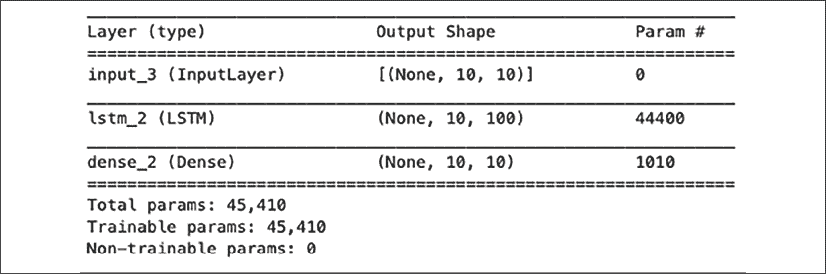 Layer (type) Output Shape Param #
input_3 (InputLayer) [(None, 10, 10)] 0
lstm_2 (LSTM) (None, 10, 100) 44400
dense_2 (Dense) (None, 10, 10) 1010
Total params: 45,410
Trainable params: 45,410
Non-trainable params: 0